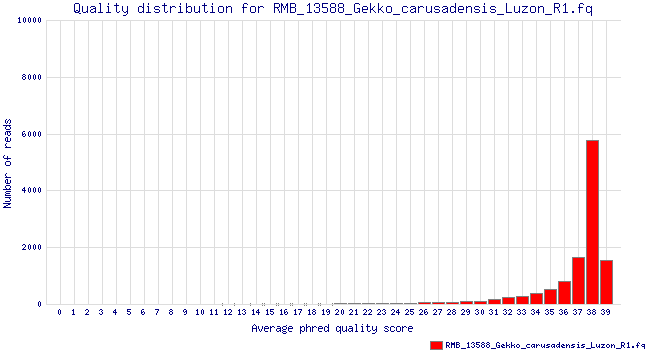 Quality distribution for RMB_13588_Gekko_carusadensis_Luzon_R1.fq
10000
8000
6000
4000
2000
0
Number of reads
0 1 2 3 4 5 6 7 8 9 10 11 12 13 14 15 16 17 18 19 20 21 22 23 24 25 26 27 28 29 30 31 32 33 34 35 36 37 38 39
Average phred quality score
RMB_13588_Gekko_carusadensis_Luzon_R1.fq